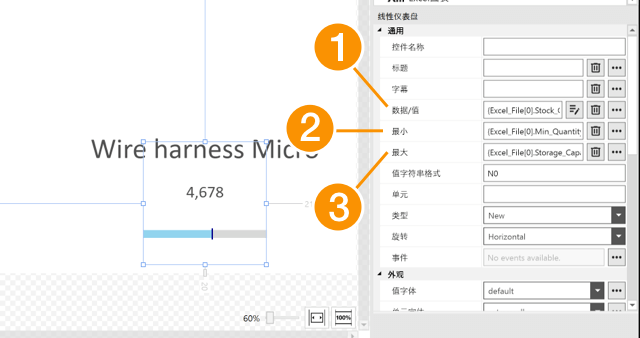 线性仪表盘
通用
控件名称
1
标题
字幕
数据/值
{Excel_File|0}.Stock_
2
最小
{Excel_File|0}.Min_Quantit
Wire harness Micro
最大
{Excel_File|0}.Storage_Capa
值字符格式
N0
4,678
3
单元
类型
New
旋转
Horizontal
事件
No events available.
外观
值字体
default
60%
100%